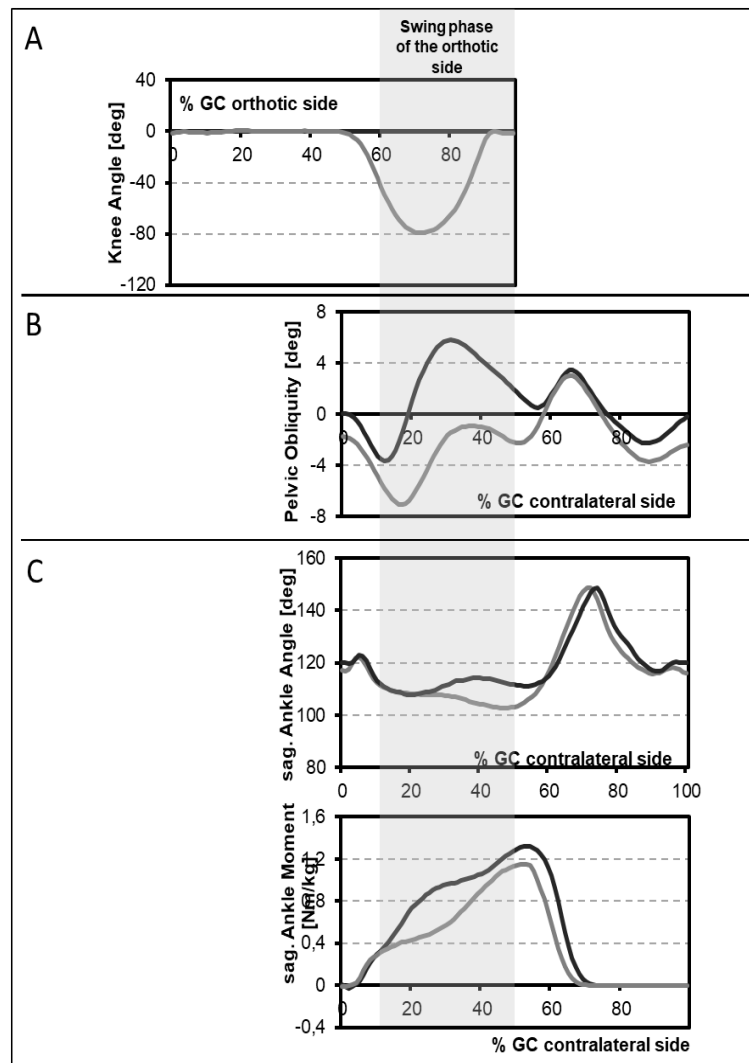 A
Swing phase
of the orthotic
side
Knee Angle [deg]
40
0
-40
-80
-120
% GC orthotic side
0 20 40 60 80
B
Pelvic Obliquity [deg]
8
4
0
-4
-8
0 20 40 60 80 100
% GC contralateral side
C
sag. Ankle Angle [deg]
160
140
120
100
80
% GC contralateral side
0 20 40 60 80 100
sag. Ankle Moment
[Nm/kg]
1,6
1,2
0,8
0,4
0
-0,4
0 20 40 60 80
% GC contralateral side